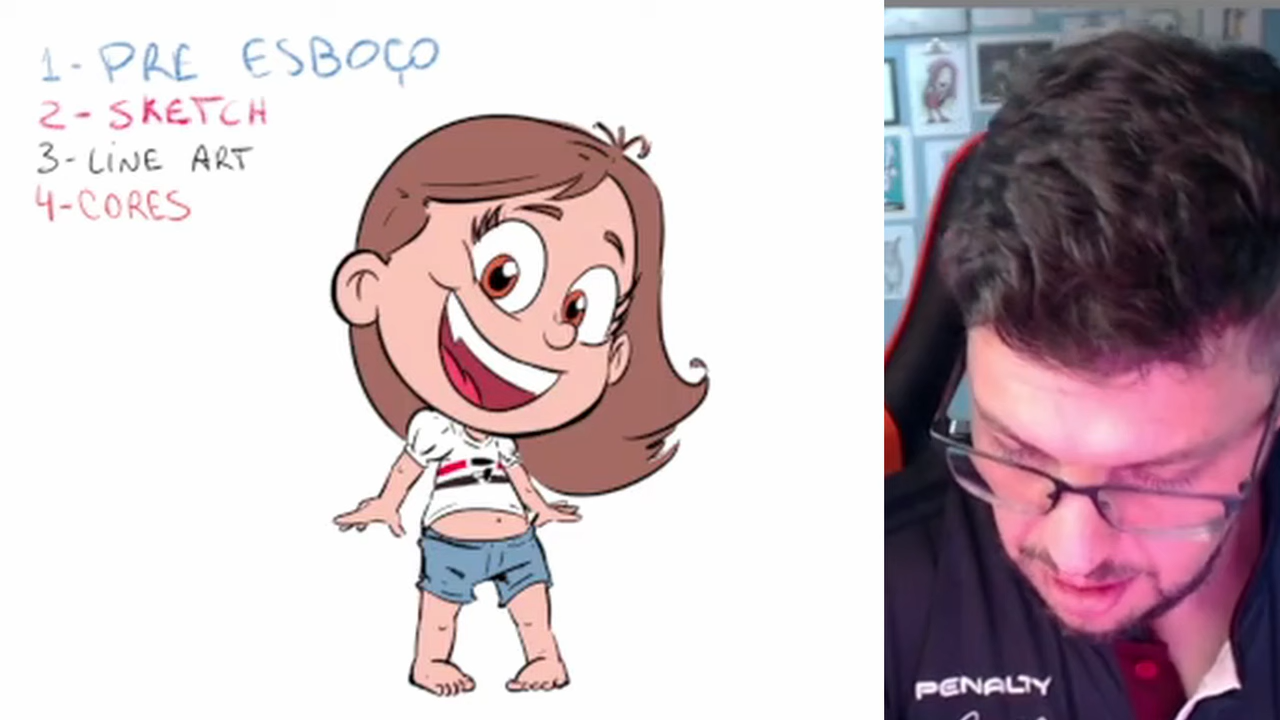 1- PRE ESBOÇO
2- SKETCH
3- LINE ART
4- CORES
PENALTY